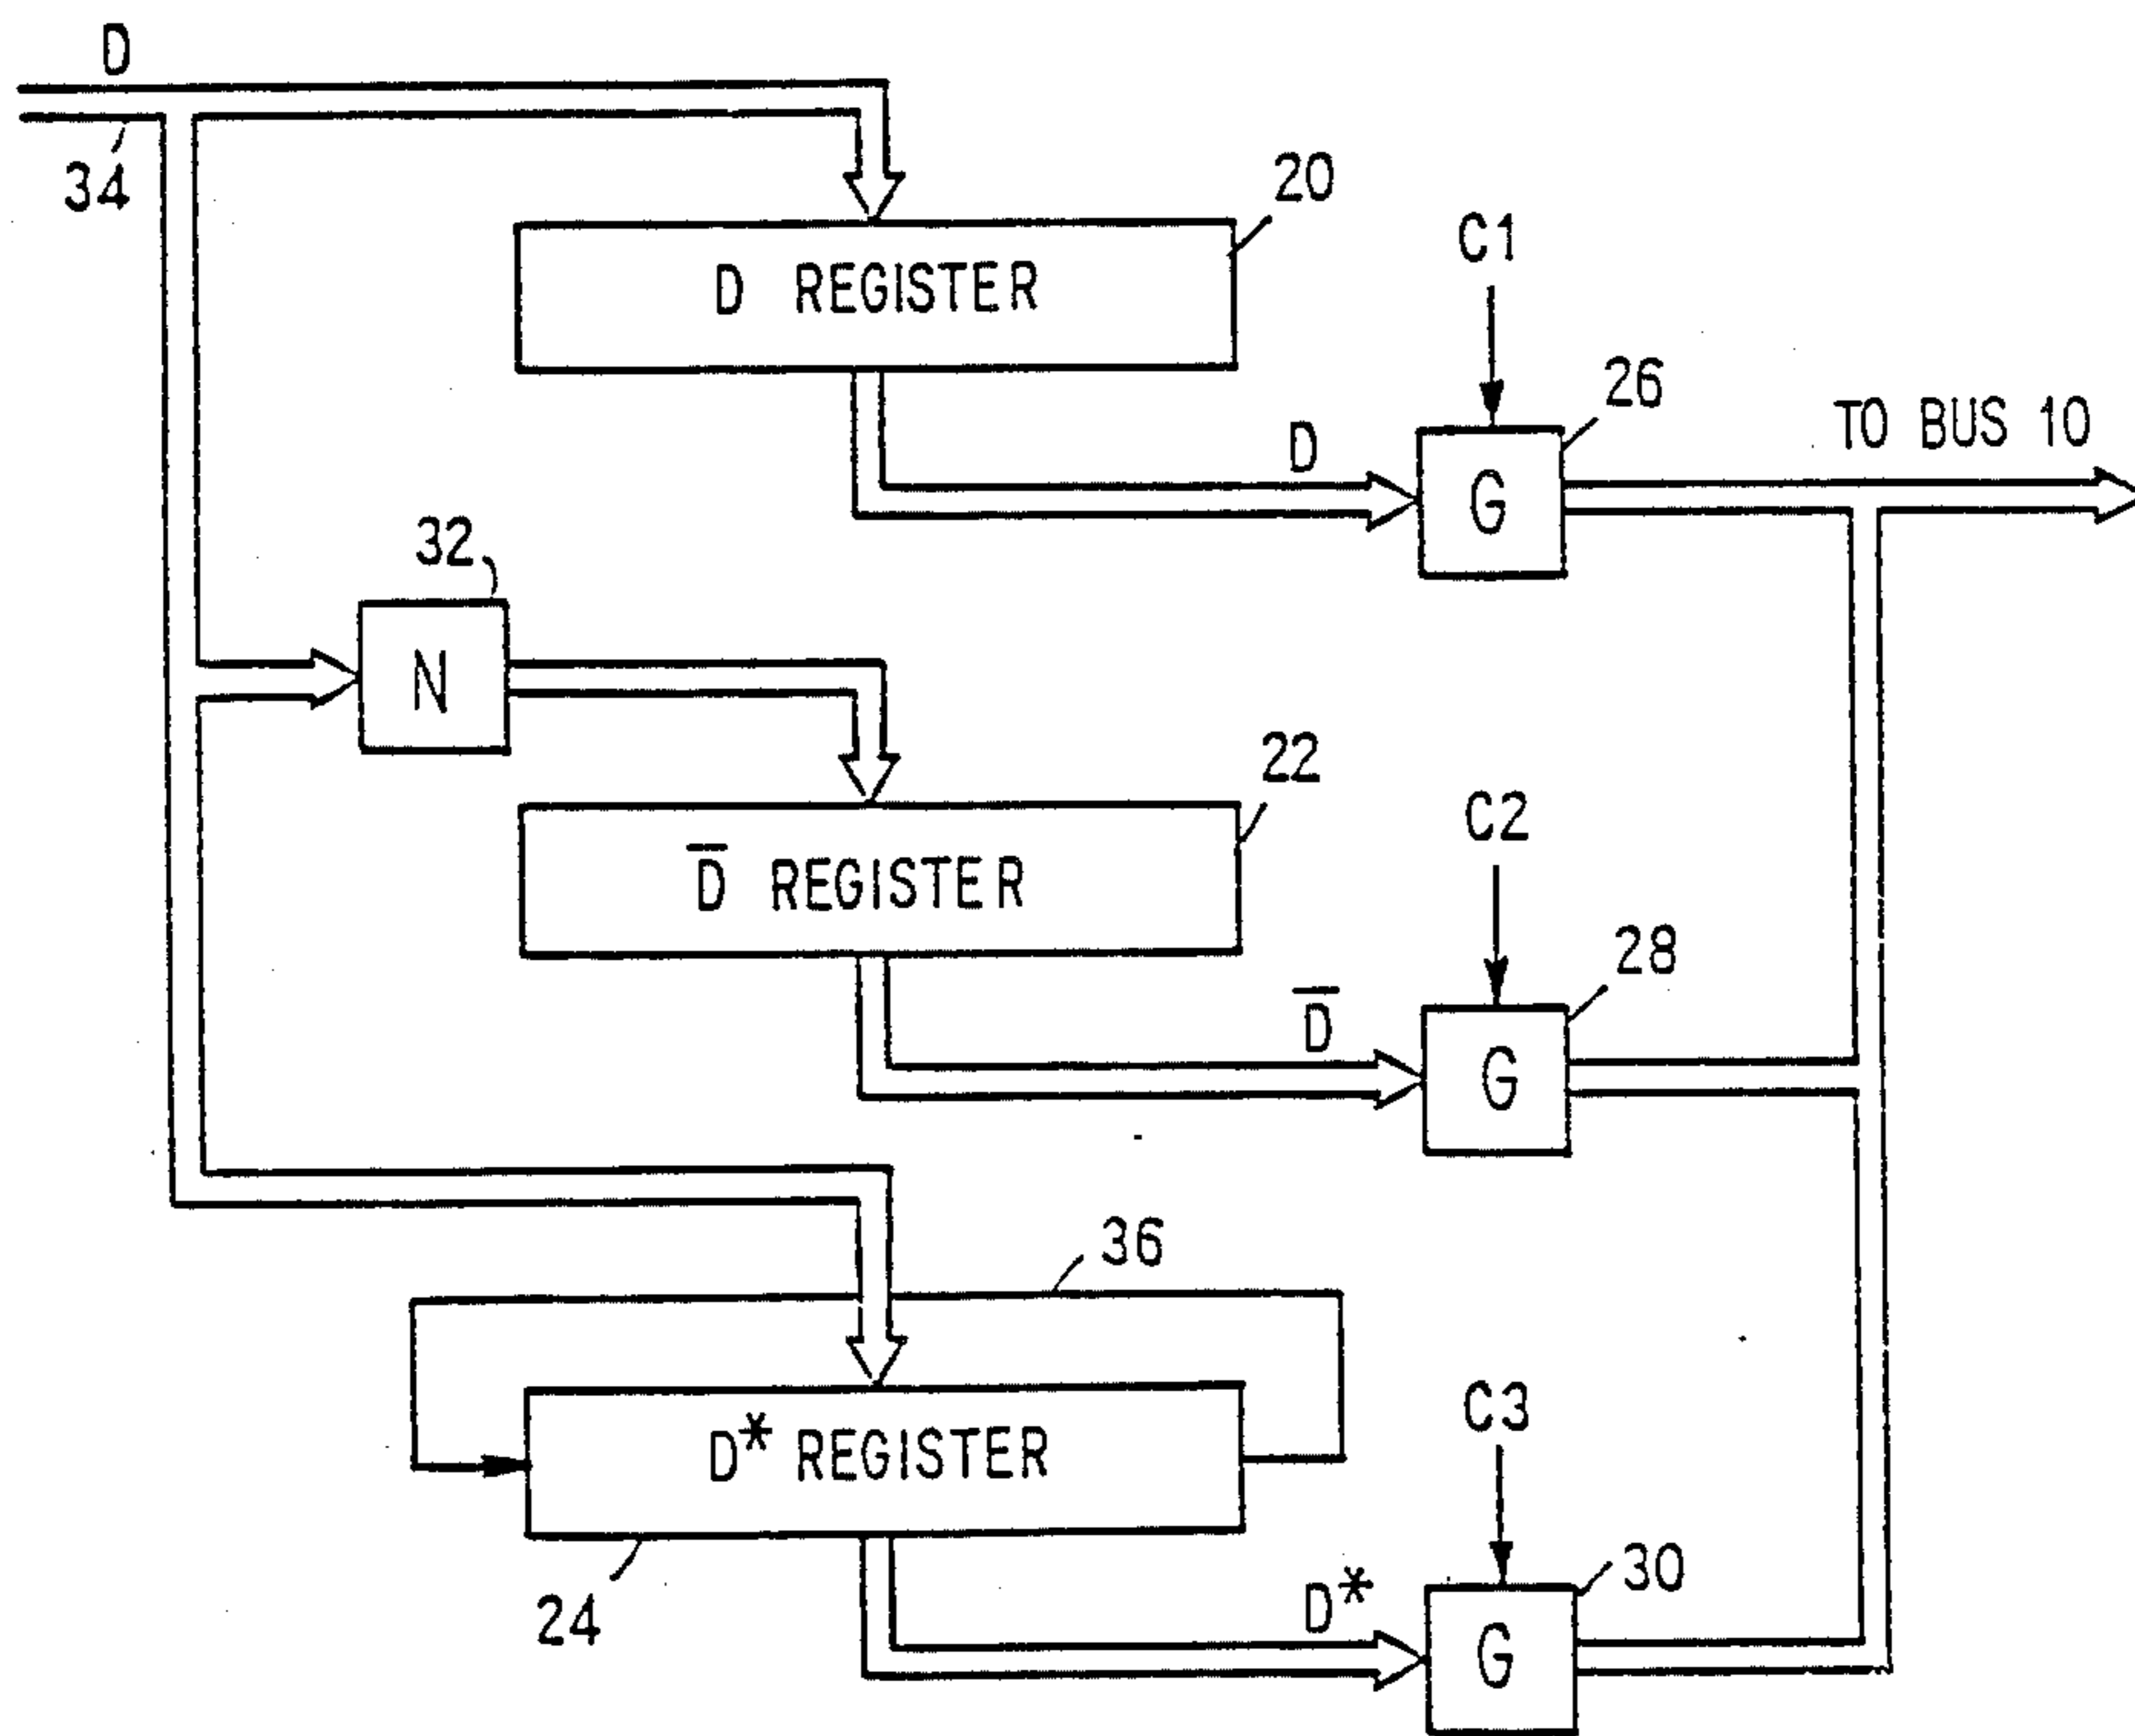 D
34
20
D REGISTER
C1
26
TO BUS 10
D
G
32
N
22
D̅ REGISTER
C2
28
D̅
G
36
D* REGISTER
C3
24
30
D*
G